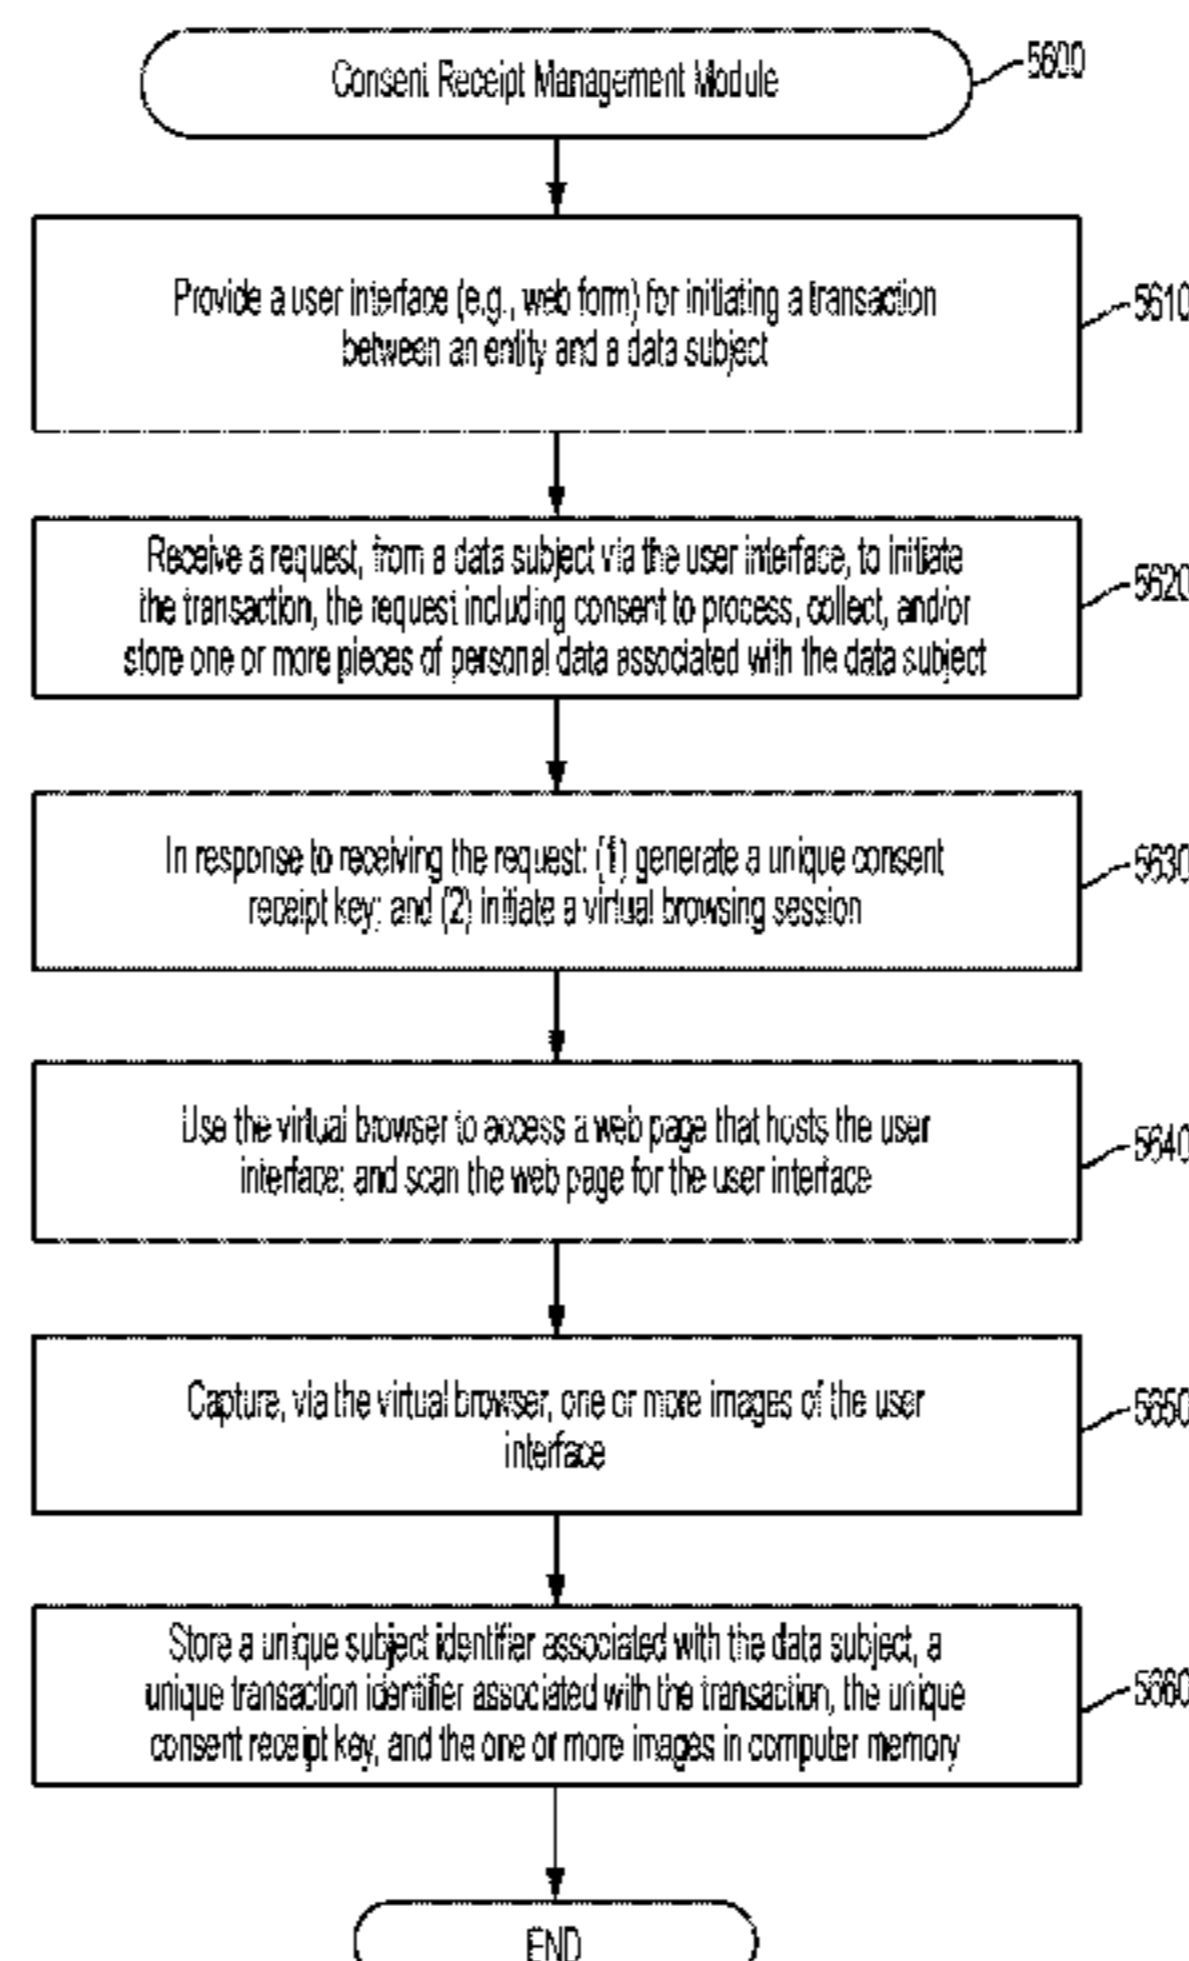 Consent Receipt Management Module
5600
Provide a user interface (e.g., web form) for initiating a transaction
between an entity and a data subject
5610
Receive a request, from a data subject via the user interface, to initiate
the transaction, the request including consent to process, collect, and/or
store one or more pieces of personal data associated with the data subject
5620
In response to receiving the request: (1) generate a unique consent
receipt key; and (2) initiate a virtual browsing session
5630
Use the virtual browser to access a web page that hosts the user
interface; and scan the web page for the user interface
5640
Capture, via the virtual browser, one or more images of the user
interface
5650
Store a unique subject identifier associated with the data subject, a
unique transaction identifier associated with the transaction, the unique
consent receipt key, and the one or more images in computer memory
5660
END